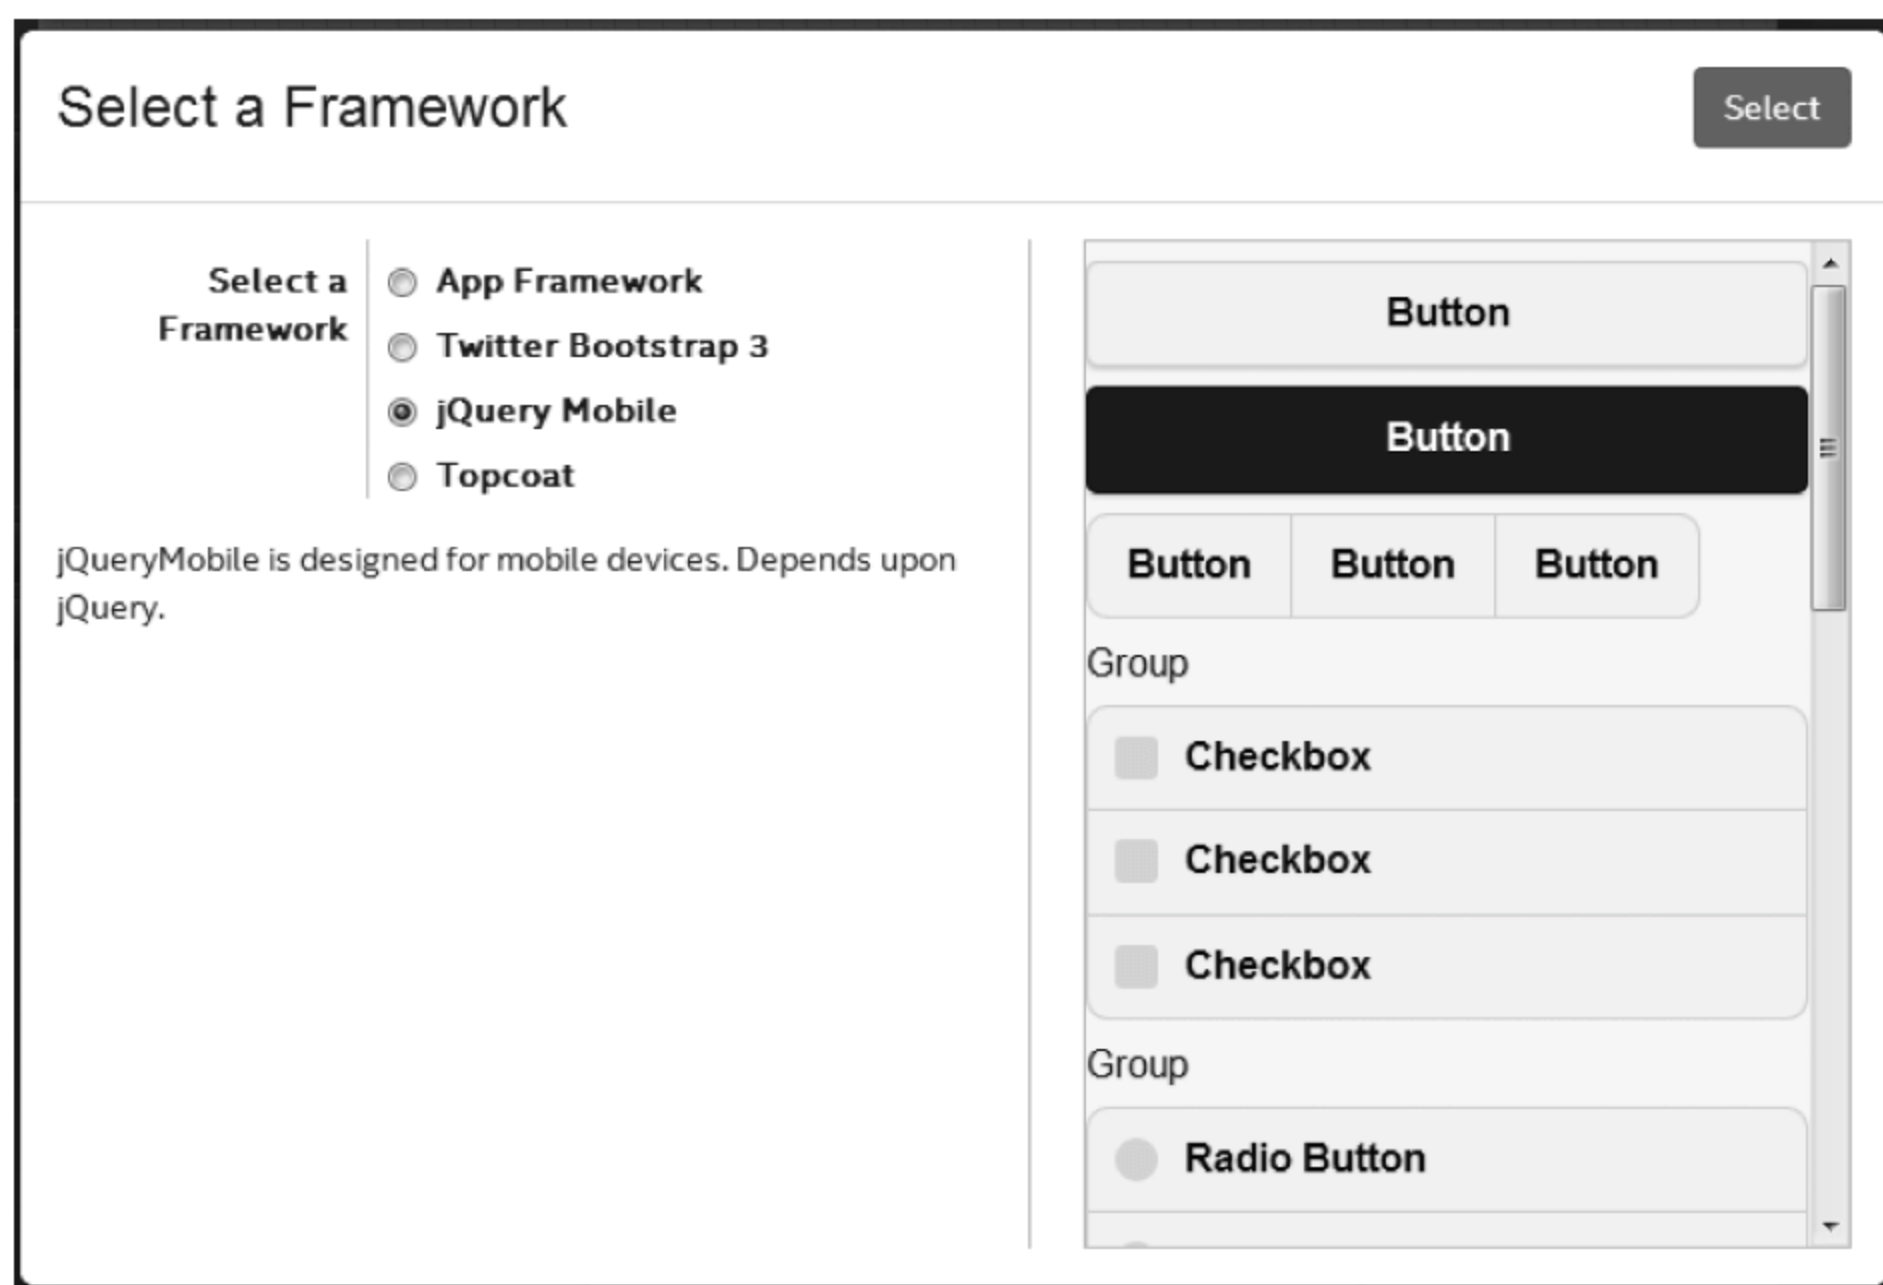 Select a Framework
Select
Select a
Framework
App Framework
Twitter Bootstrap 3
jQuery Mobile
Topcoat
jQueryMobile is designed for mobile devices. Depends upon
jQuery.
Button
Button
Button Button Button
Group
Checkbox
Checkbox
Checkbox
Group
Radio Button